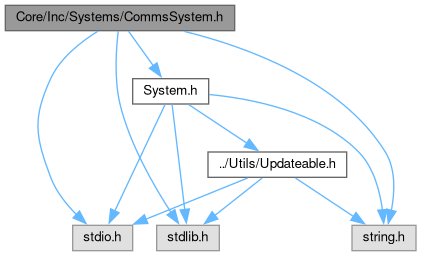 Core/Inc/Systems/CommsSystem.h
System.h
../Utils/Updateable.h
stdio.h
stdlib.h
string.h